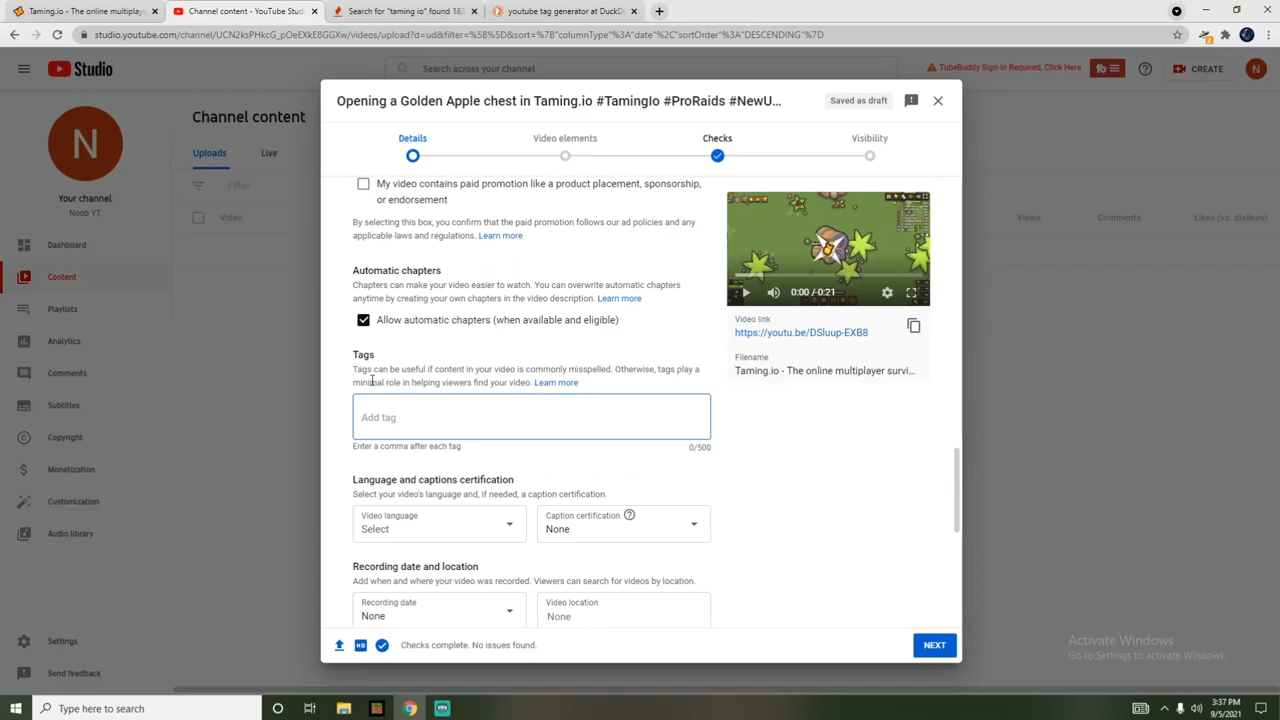 Taming.io - The online multiplayer
Upload content - YouTube Studio
Search for "taming" found 183
youtube tag generator at DuckDu
studio.youtube.com/channel/UCN2ksPHkcG_pOeEXkE8GGXw/videos/upload?d=ud&filter=%5B%5D&sort=%7B"columnType"%3A"date"%2C"sortOrder"%3A"DESCENDING"%7D
Studio
Search across your channel
TubeBuddy Sign-in Required, Click Here
tb
CREATE
N
N
Your channel
Noob YT
Dashboard
Content
Playlists
Analytics
Comments
Subtitles
Copyright
Monetization
Customization
Audio library
Settings
Send feedback
Channel content
Uploads
Live
Filter
Video
Views
Comments
Likes (vs. dislikes)
Opening a Golden Apple chest in Taming.io #TamingIo #ProRaids #NewU...
Saved as draft
Details
Video elements
Checks
Visibility
My video contains paid promotion like a product placement, sponsorship,
or endorsement
By selecting this box, you confirm that the paid promotion follows our ad policies and any
applicable laws and regulations. Learn more
Automatic chapters
Chapters can make your video easier to watch. You can overwrite automatic chapters
anytime by creating your own chapters in the video description. Learn more
Allow automatic chapters (when available and eligible)
Tags
Tags can be useful if content in your video is commonly misspelled. Otherwise, tags play a
minimal role in helping viewers find your video. Learn more
Add tag
Enter a comma after each tag
0/500
Language and captions certification
Select your video's language and, if needed, a caption certification
Video language
Select
Caption certification
None
Recording date and location
Add when and where your video was recorded. Viewers can search for videos by location.
Recording date
None
Video location
None
0:00 / 0:21
Video link
https://youtu.be/DSluup-EXB8
Filename
Taming.io - The online multiplayer survi...
HD
Checks complete. No issues found.
NEXT
Activate Windows
Go to Settings to activate Windows.
Type here to search
3:37 PM
9/5/2021